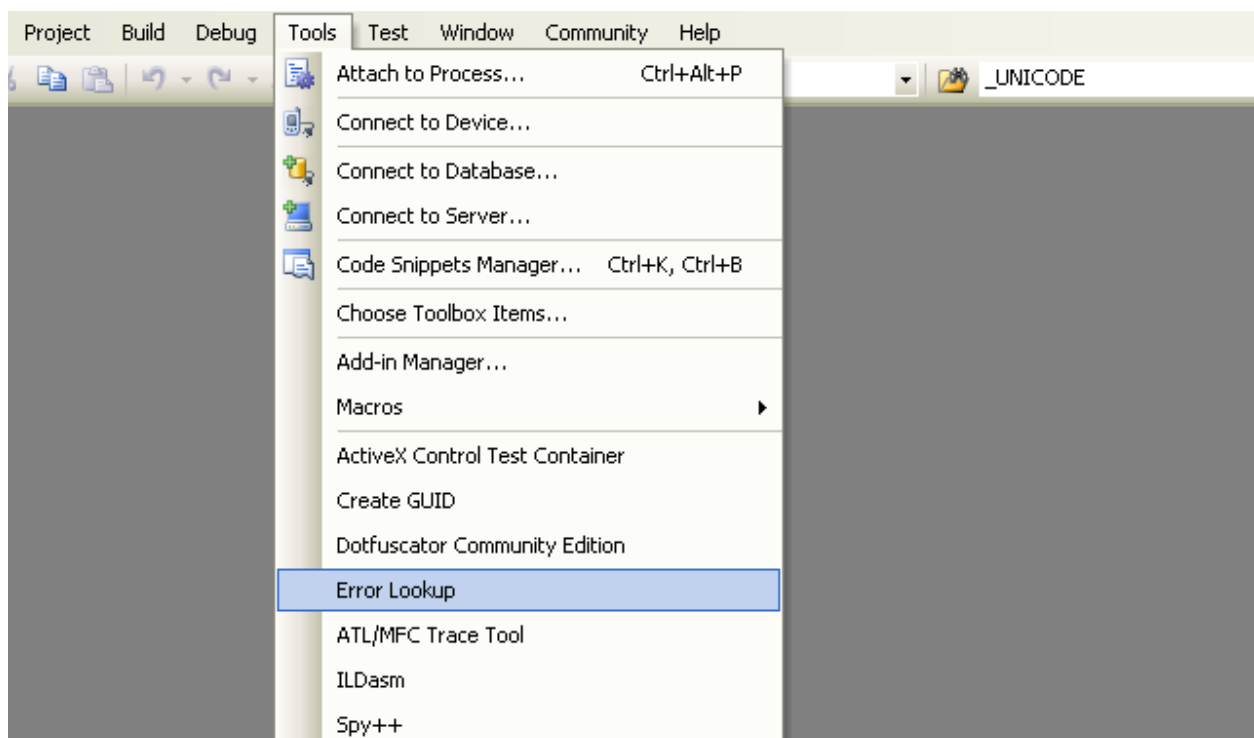 Project Build Debug Tools Test Window Community Help
_UNICODE
Attach to Process... Ctrl+Alt+P
Connect to Device...
Connect to Database...
Connect to Server...
Code Snippets Manager... Ctrl+K, Ctrl+B
Choose Toolbox Items...
Add-in Manager...
Macros
ActiveX Control Test Container
Create GUID
Dotfuscator Community Edition
Error Lookup
ATL/MFC Trace Tool
ILDasm
Spy++